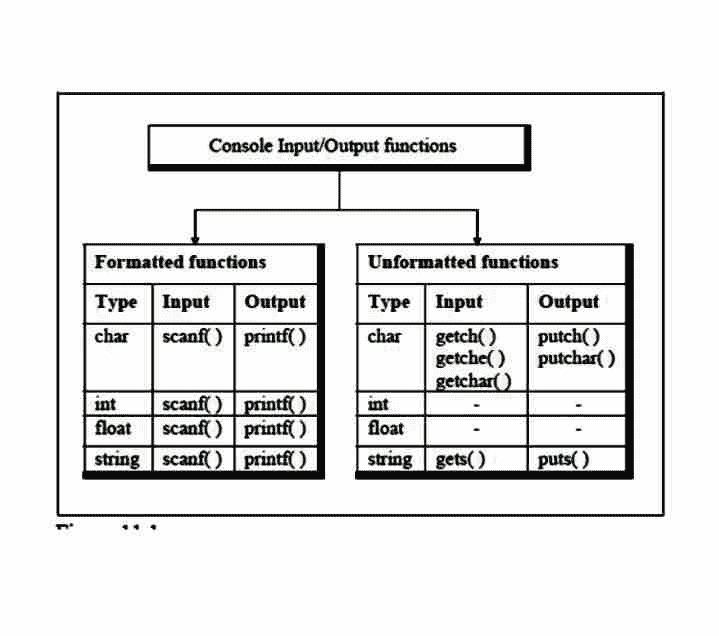 Console Input/Output functions
Formatted functions
Type Input Output
char scanf( ) printf( )
int scanf( ) printf( )
float scanf( ) printf( )
string scanf( ) printf( )
Unformatted functions
Type Input Output
char getch( ) putch( )
getche( ) putchar( )
getchar( )
int - -
float - -
string gets( ) puts( )